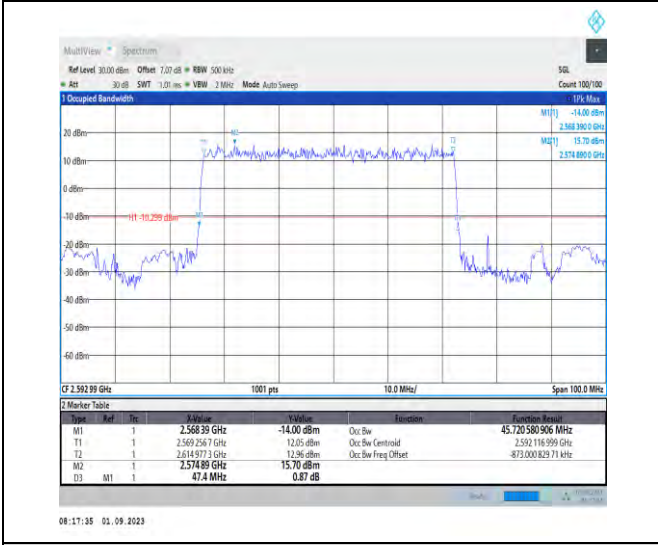 MultiView Spectrum
Ref Level 30.00 dBm Offset 7.07 dB RBW 500 kHz SGL
Att 30 dB SWT 1.01 ms VBW 2 MHz Mode Auto Sweep Count 100/100
1 Occupied Bandwidth 1Pk Max
M1[1] -14.00 dBm
2.568 390 0 GHz
20 dBm
M2
M2[1] 15.70 dBm
2.574 890 0 GHz
T2
10 dBm
0 dBm
-10 dBm H1 -10.299 dBm
-20 dBm
-30 dBm
-40 dBm
-50 dBm
-60 dBm
CF 2.592 99 GHz 1001 pts 10.0 MHz/ Span 100.0 MHz
2 Marker Table
Type Ref Trc X-Value Y-Value Function Function Result
M1 1 2.568 39 GHz -14.00 dBm Occ Bw 45.720 580 906 MHz
T1 1 2.569 256 7 GHz 12.05 dBm Occ Bw Centroid 2.592 116 999 GHz
T2 1 2.614 977 3 GHz 12.96 dBm Occ Bw Freq Offset -873.000 829 71 kHz
M2 1 2.574 89 GHz 15.70 dBm
D3 M1 1 47.4 MHz 0.87 dB
08:17:35 01.09.2023